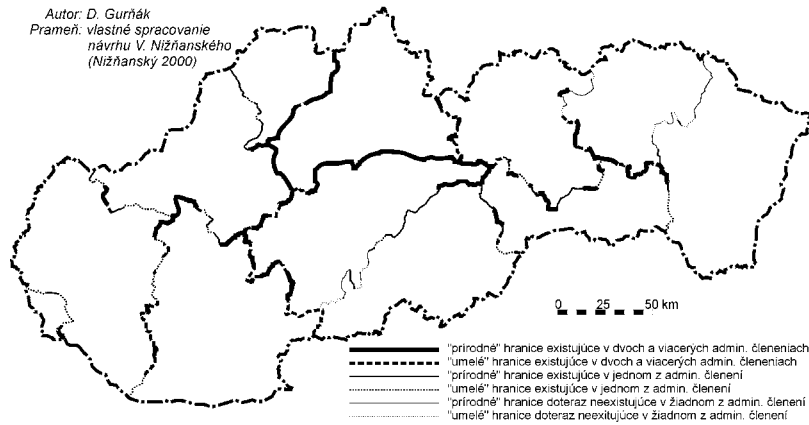 Autor: D. Gurňák
Prameň: vlastné spracovanie
návrhu V. Nižňanského
(Nižňanský 2000)
0 25 50 km
"prírodné" hranice existujúce v dvoch a viacerých admin. členeniach
"umelé" hranice existujúce v dvoch a viacerých admin. členeniach
"prírodné" hranice existujúce v jednom z admin. členení
"umelé" hranice existujúce v jednom z admin. členení
"prírodné" hranice doteraz neexistujúce v žiadnom z admin. členení
"umelé" hranice doteraz neexitujúce v žiadnom z admin. členení